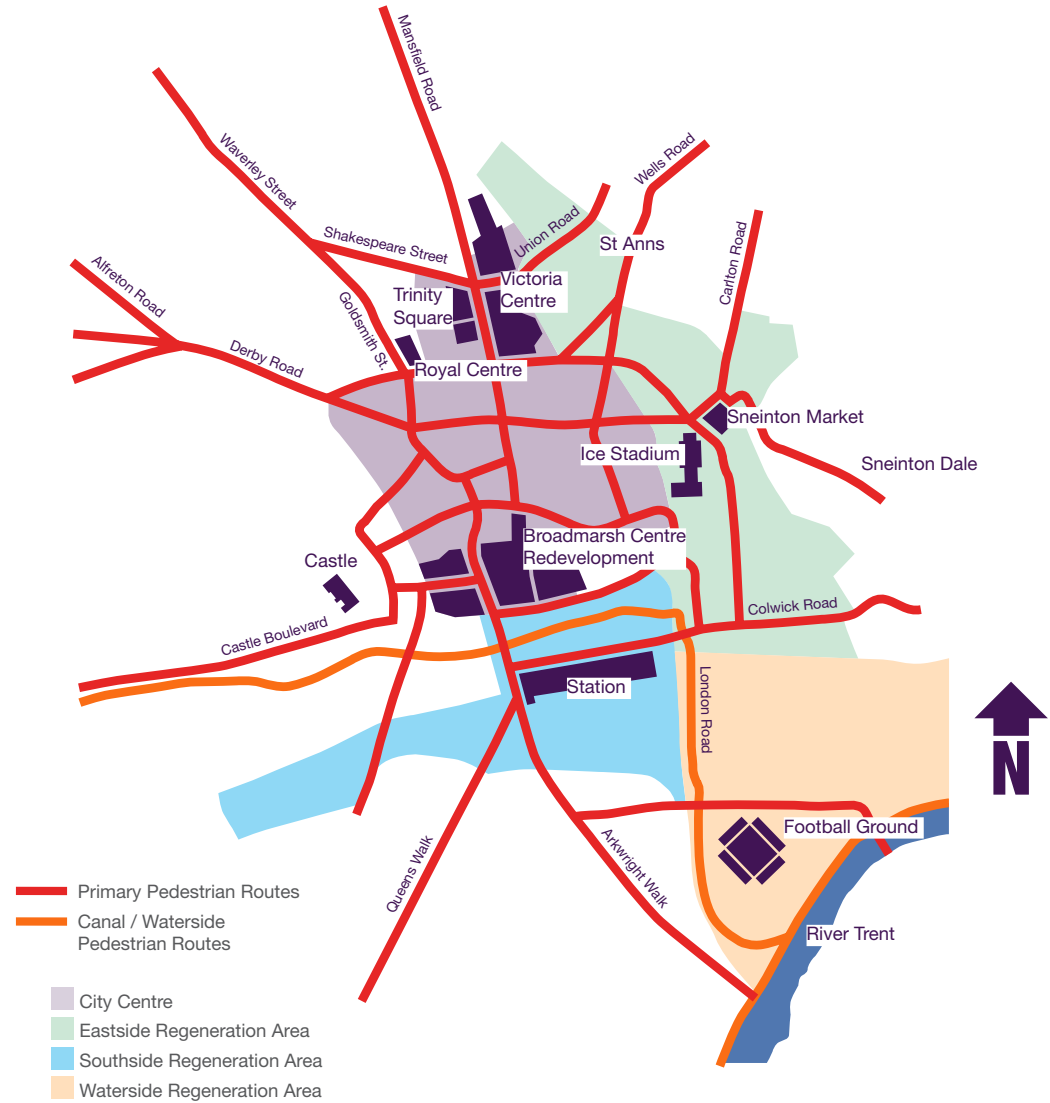 Mansfield Road
Waverley Street
Wells Road
Union Road
Shakespeare Street
St Anns
Carlton Road
Alfreton Road
Victoria
Centre
Trinity
Square
Goldsmith St.
Derby Road
Royal Centre
Sneinton Market
Ice Stadium
Sneinton Dale
Broadmarsh Centre
Redevelopment
Castle
Colwick Road
Castle Boulevard
Station
London Road
N
Football Ground
Arkwright Walk
Queens Walk
River Trent
Primary Pedestrian Routes
Canal / Waterside
Pedestrian Routes
City Centre
Eastside Regeneration Area
Southside Regeneration Area
Waterside Regeneration Area